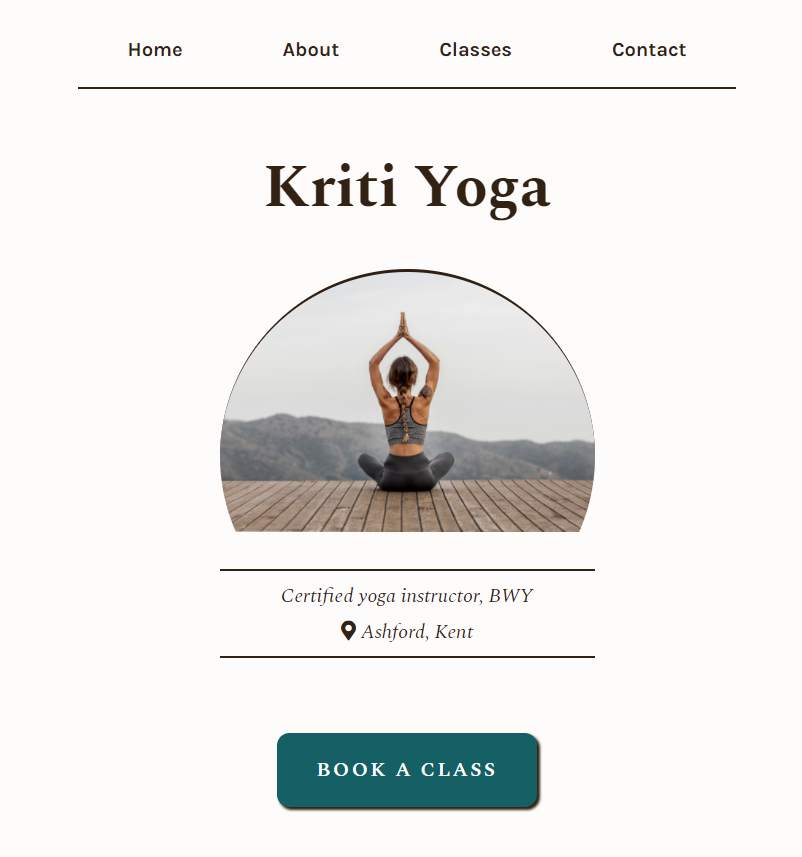 Home About Classes Contact
Kriti Yoga
Certified yoga instructor, BWY
Ashford, Kent
BOOK A CLASS